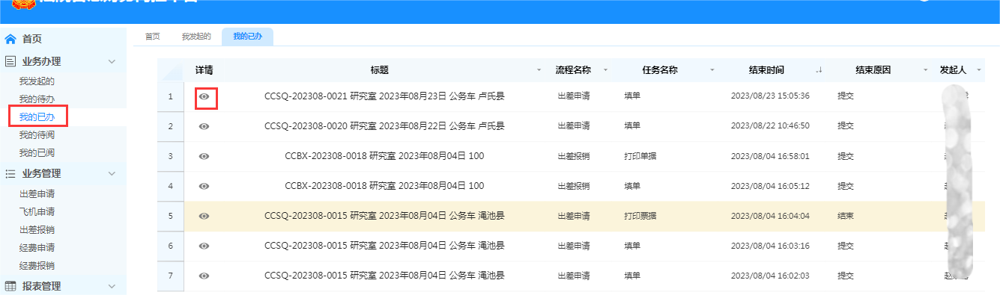 首页
业务办理
我发起的
我的待办
我的已办
我的待阅
我的已阅
业务管理
出差申请
飞机申请
出差报销
经费申请
经费报销
报表管理
首页 我发起的 我的已办
详情 标题 流程名称 任务名称 结束时间 结束原因 发起人
1 CCSQ-202308-0021 研究室 2023年08月23日 公务车 卢氏县 出差申请 填单 2023/08/23 15:05:36 提交
2 CCSQ-202308-0020 研究室 2023年08月22日 公务车 卢氏县 出差申请 填单 2023/08/22 10:46:50 提交
3 CCBX-202308-0018 研究室 2023年08月04日 100 出差报销 打印单据 2023/08/04 16:58:01 提交
4 CCBX-202308-0018 研究室 2023年08月04日 100 出差报销 填单 2023/08/04 16:05:12 提交
5 CCSQ-202308-0015 研究室 2023年08月04日 公务车 渑池县 出差申请 打印票据 2023/08/04 16:04:04 结束
6 CCSQ-202308-0015 研究室 2023年08月04日 公务车 渑池县 出差申请 填单 2023/08/04 16:03:16 提交
7 CCSQ-202308-0015 研究室 2023年08月04日 公务车 渑池县 出差申请 填单 2023/08/04 16:02:03 提交